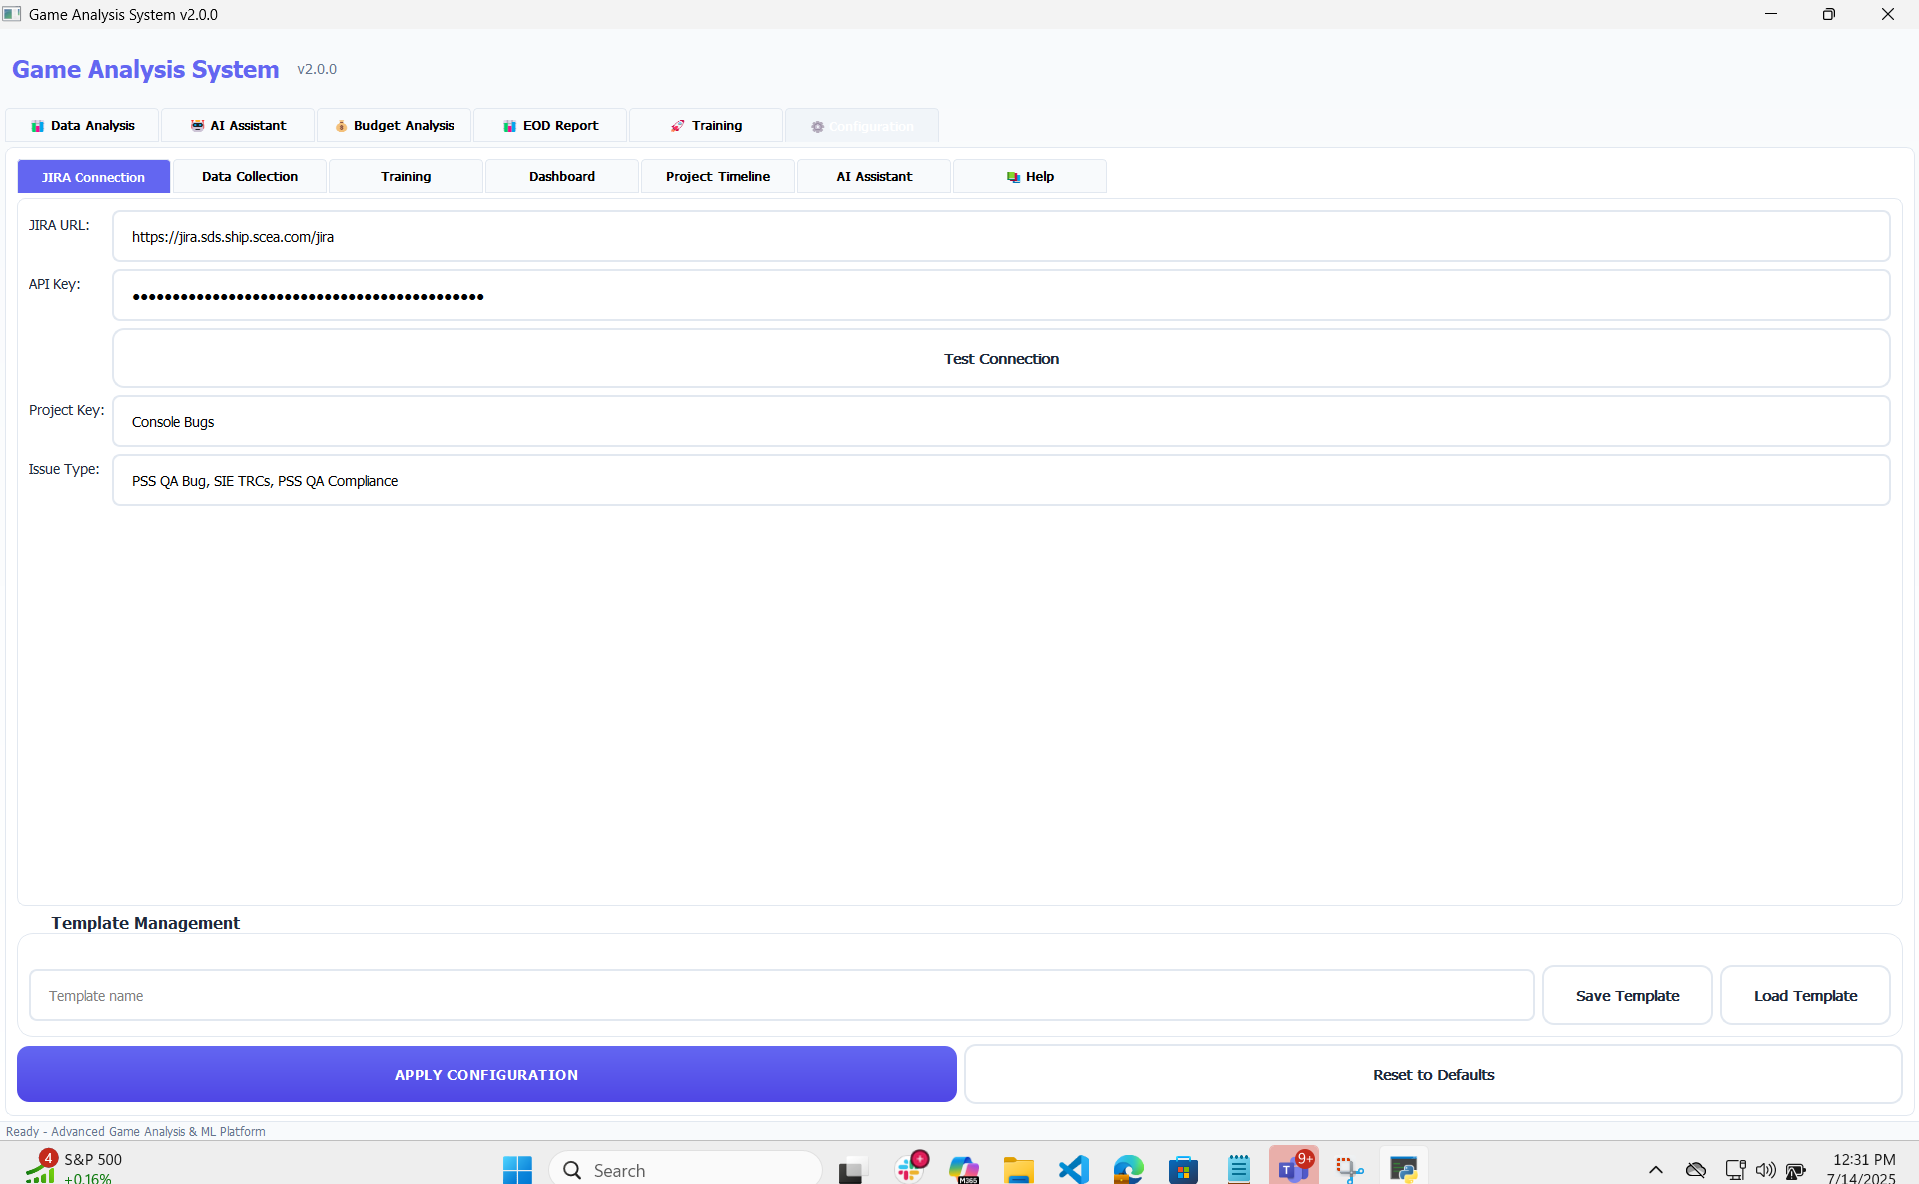 Game Analysis System v2.0.0
Game Analysis System v2.0.0
Data Analysis AI Assistant Budget Analysis EOD Report Training Configuration
JIRA Connection Data Collection Training Dashboard Project Timeline AI Assistant Help
JIRA URL: https://jira.sds.ship.scea.com/jira
API Key: ••••••••••••••••••••••••••••••••••••••••••••
Test Connection
Project Key: Console Bugs
Issue Type: PSS QA Bug, SIE TRCs, PSS QA Compliance
Template Management
Template name Save Template Load Template
APPLY CONFIGURATION Reset to Defaults
Ready - Advanced Game Analysis & ML Platform
4 S&P 500
+0.16%
Search
M365
9+
12:31 PM
7/14/2025